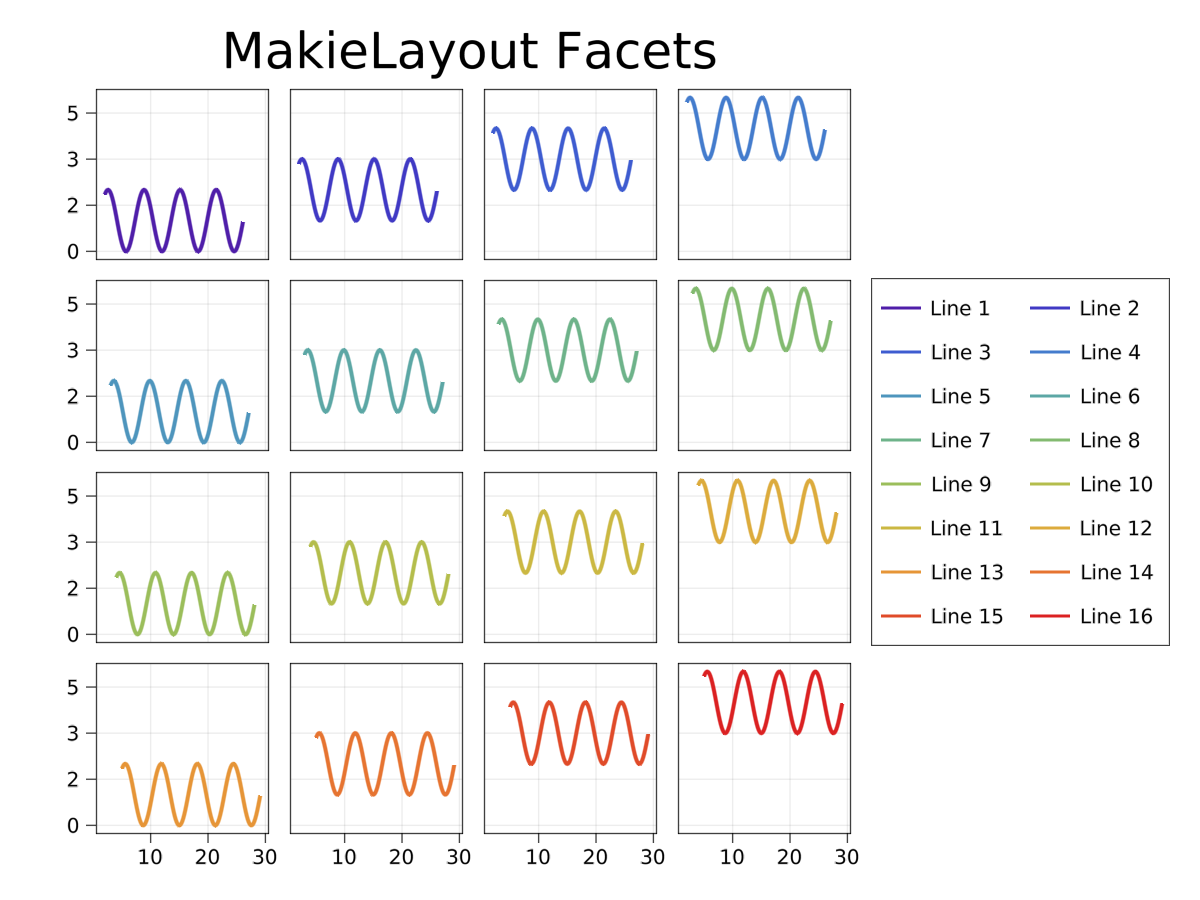 MakieLayout Facets
5
3
2
0
5
3
2
0
Line 1 Line 2
Line 3 Line 4
Line 5 Line 6
Line 7 Line 8
Line 9 Line 10
Line 11 Line 12
Line 13 Line 14
Line 15 Line 16
5
3
2
0
5
3
2
0
10 20 30 10 20 30 10 20 30 10 20 30